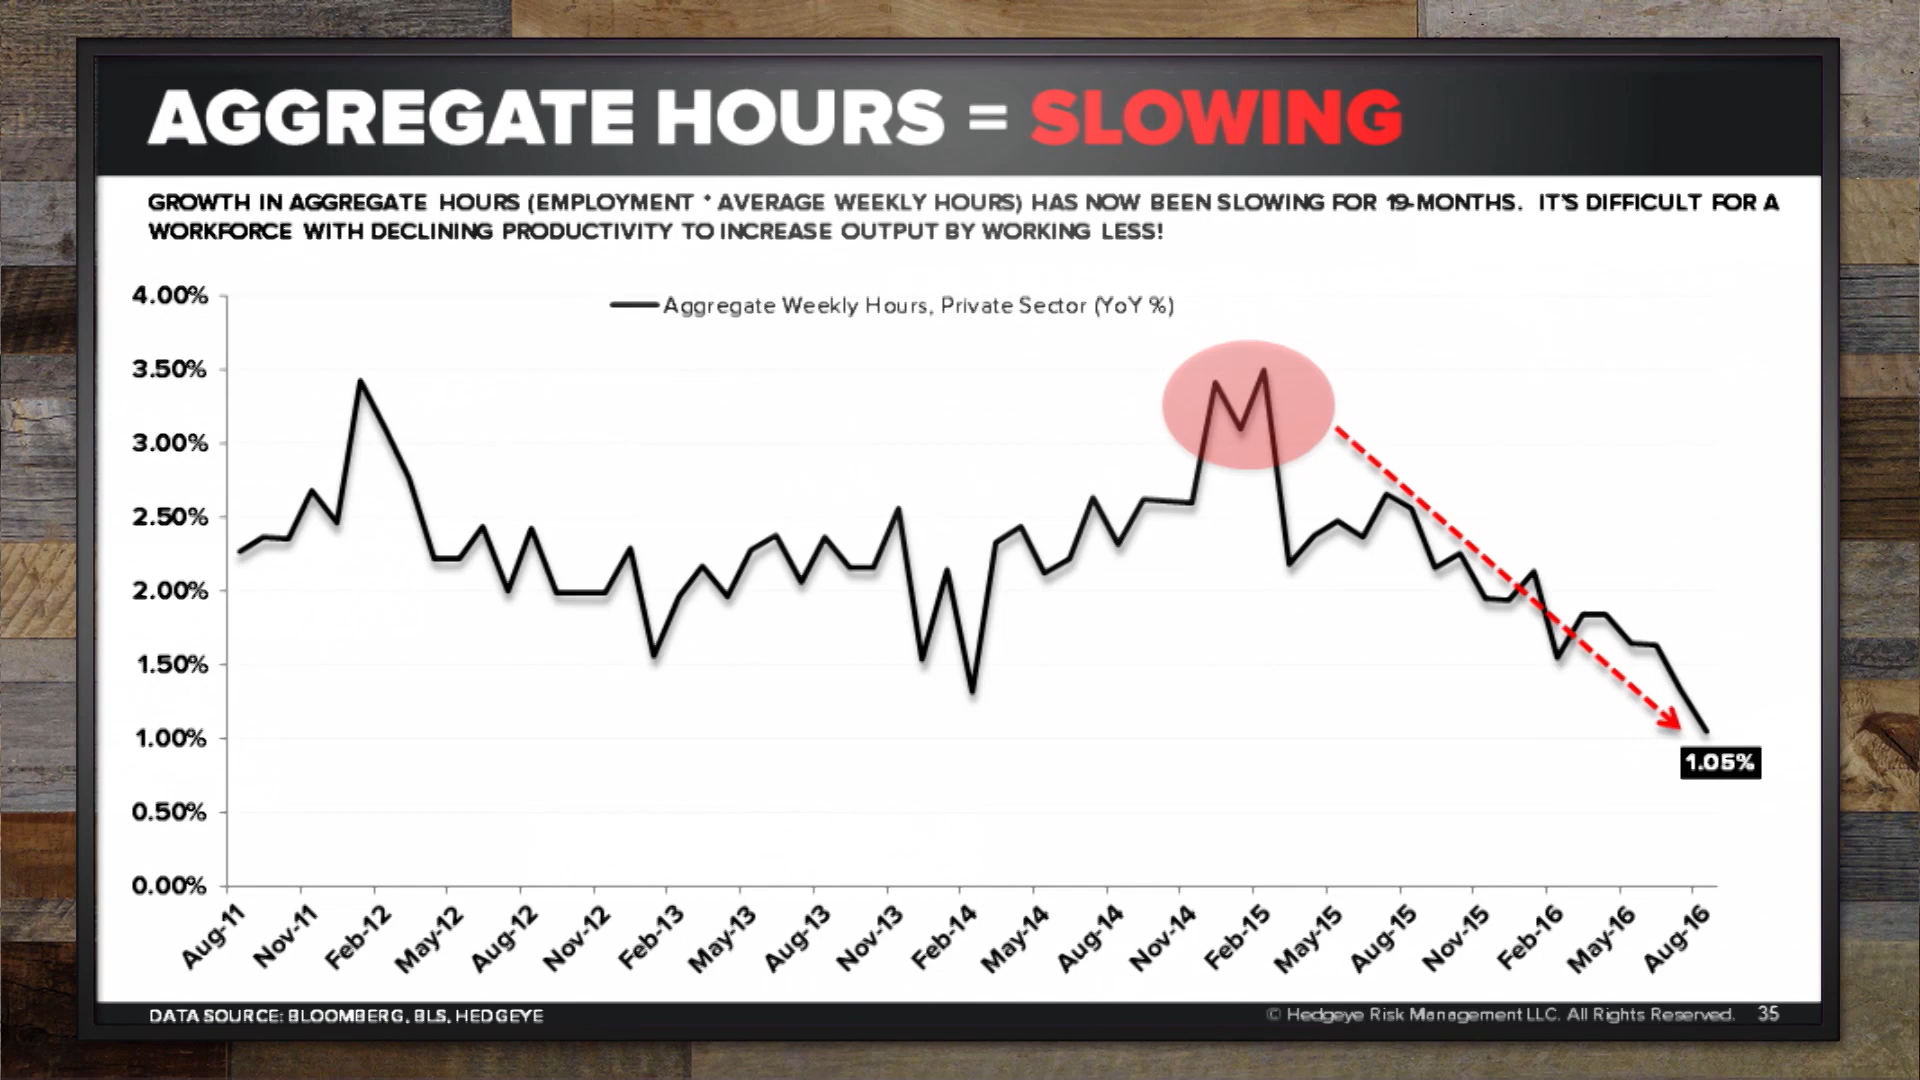 AGGREGATE HOURS = SLOWING
GROWTH IN AGGREGATE HOURS (EMPLOYMENT * AVERAGE WEEKLY HOURS) HAS NOW BEEN SLOWING FOR 19-MONTHS. IT'S DIFFICULT FOR A
WORKFORCE WITH DECLINING PRODUCTIVITY TO INCREASE OUTPUT BY WORKING LESS!
Aggregate Weekly Hours, Private Sector (YoY %)
4.00%
3.50%
3.00%
2.50%
2.00%
1.50%
1.00%
0.50%
0.00%
1.05%
Aug-11 Nov-11 Feb-12 May-12 Aug-12 Nov-12 Feb-13 May-13 Aug-13 Nov-13 Feb-14 May-14 Aug-14 Nov-14 Feb-15 May-15 Aug-15 Nov-15 Feb-16 May-16 Aug-16
DATA SOURCE: BLOOMBERG, BLS, HEDGEYE
© Hedgeye Risk Management LLC. All Rights Reserved. 35